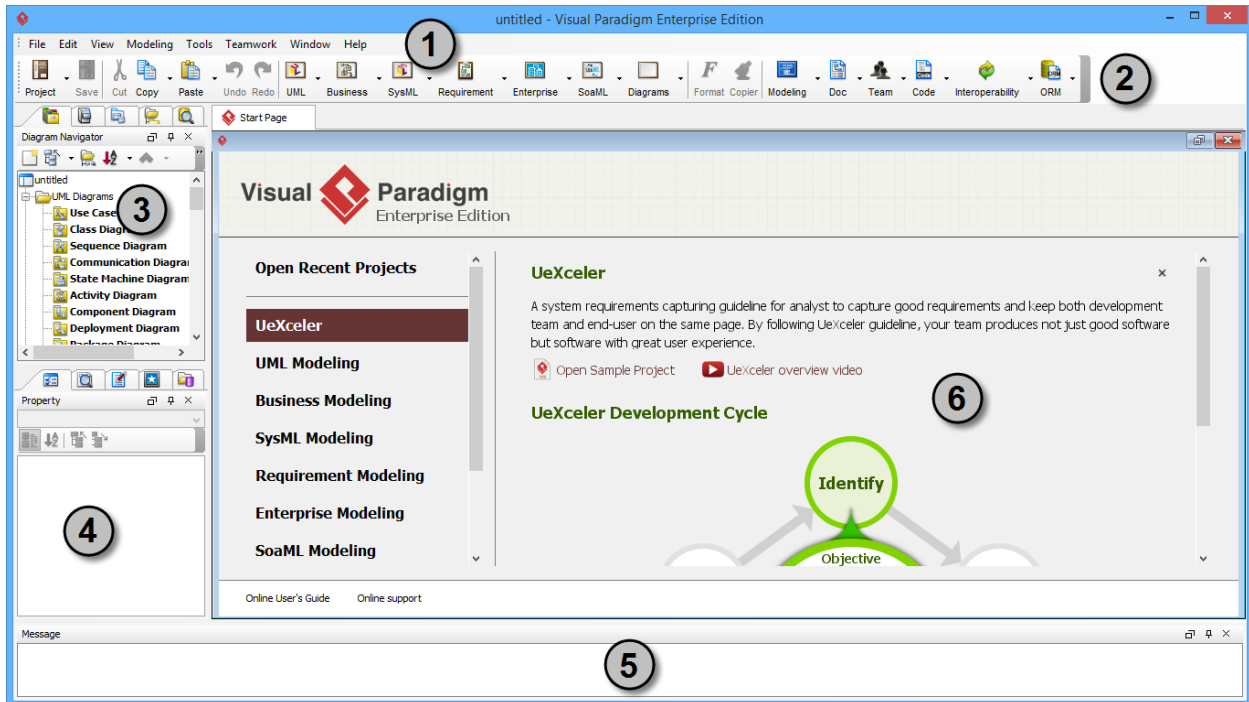 untitled - Visual Paradigm Enterprise Edition
File Edit View Modeling Tools Teamwork Window Help
1
Project Save Cut Copy Paste Undo Redo UML Business SysML Requirement Enterprise SoaML Diagrams Format Copier Modeling Doc Team Code Interoperability ORM
2
Start Page
Diagram Navigator
untitled
UML Diagrams
Use Case
Class Diagr
Sequence Diagram
Communication Diagra
State Machine Diagram
Activity Diagram
Component Diagram
Deployment Diagram
Package Diagram
3
Property
4
Visual Paradigm
Enterprise Edition
Open Recent Projects
UeXceler
UML Modeling
Business Modeling
SysML Modeling
Requirement Modeling
Enterprise Modeling
SoaML Modeling
UeXceler
A system requirements capturing guideline for analyst to capture good requirements and keep both development
team and end-user on the same page. By following UeXceler guideline, your team produces not just good software
but software with great user experience.
Open Sample Project UeXceler overview video
6
UeXceler Development Cycle
Identify
Objective
Online User's Guide Online support
Message
5